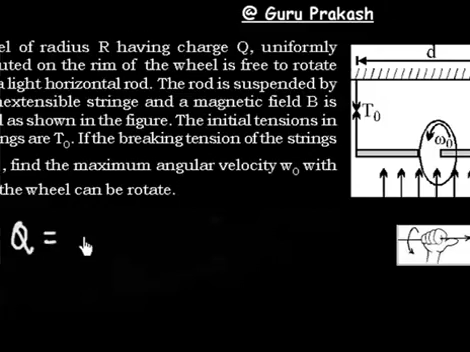 @ Guru Prakash
el of radius R having charge Q, uniformly
uted on the rim of the wheel is free to rotate
a light horizontal rod. The rod is suspended by
nextensible stringe and a magnetic field B is
l as shown in the figure. The initial tensions in
ings are T₀. If the breaking tension of the strings
, find the maximum angular velocity w₀ with
the wheel can be rotate.
d
T₀
ω₀
Q =